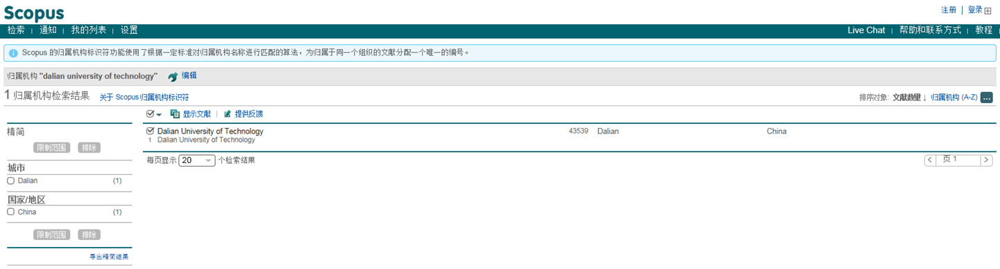 Scopus
注册 | 登录
检索 | 通知 | 我的列表 | 设置
Live Chat | 帮助和联系方式 | 教程
Scopus 的归属机构标识符功能使用了根据一定标准对归属机构名称进行匹配的算法，为归属于同一个组织的文献分配一个唯一的编号。
归属机构 "dalian university of technology" 编辑
1 归属机构检索结果 关于 Scopus 归属机构标识符
排序对象: 文献数量↓ 归属机构 (A-Z) ...
显示文献 | 提供反馈
精简
限制范围 排除
城市
Dalian (1)
国家/地区
China (1)
限制范围 排除
导出精简结果
Dalian University of Technology 43539 Dalian China
1 Dalian University of Technology
每页显示 20 个检索结果
页 1